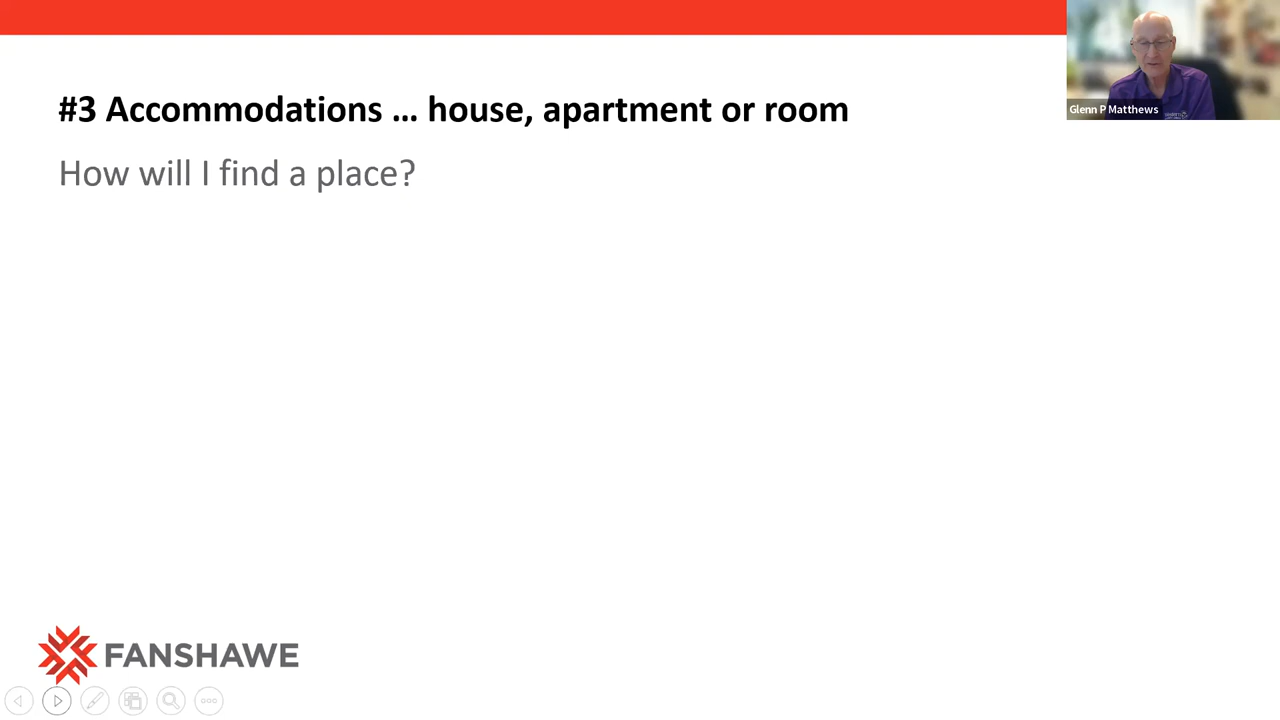 #3 Accommodations ... house, apartment or room
Glenn P Matthews
How will I find a place?
FANSHAWE